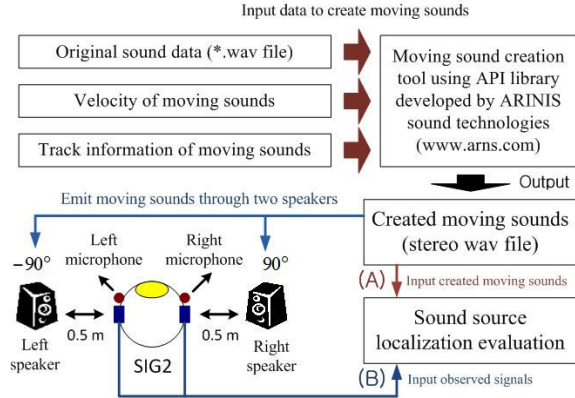 Input data to create moving sounds
Original sound data (*.wav file)
Velocity of moving sounds
Track information of moving sounds
Moving sound creation
tool using API library
developed by ARINIS
sound technologies
(www.arns.com)
Output
Emit moving sounds through two speakers
Created moving sounds
(stereo wav file)
Left
microphone
Right
microphone
−90°
90°
(A)
Input created moving sounds
0.5 m
0.5 m
Left
speaker
SIG2
Right
speaker
Sound source
localization evaluation
(B)
Input observed signals